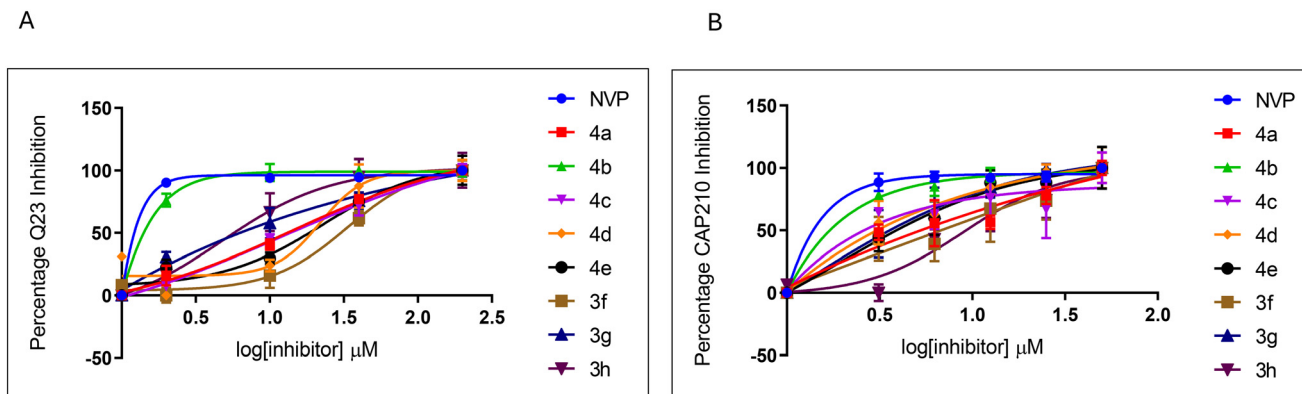 A
B
Percentage Q23 Inhibition
150
100
50
0
-50
0.5
1.0
1.5
2.0
2.5
log[inhibitor] μM
NVP
4a
4b
4c
4d
4e
3f
3g
3h
Percentage CAP210 Inhibition
150
100
50
0
-50
0.5
1.0
1.5
2.0
log[inhibitor] μM
NVP
4a
4b
4c
4d
4e
3f
3g
3h